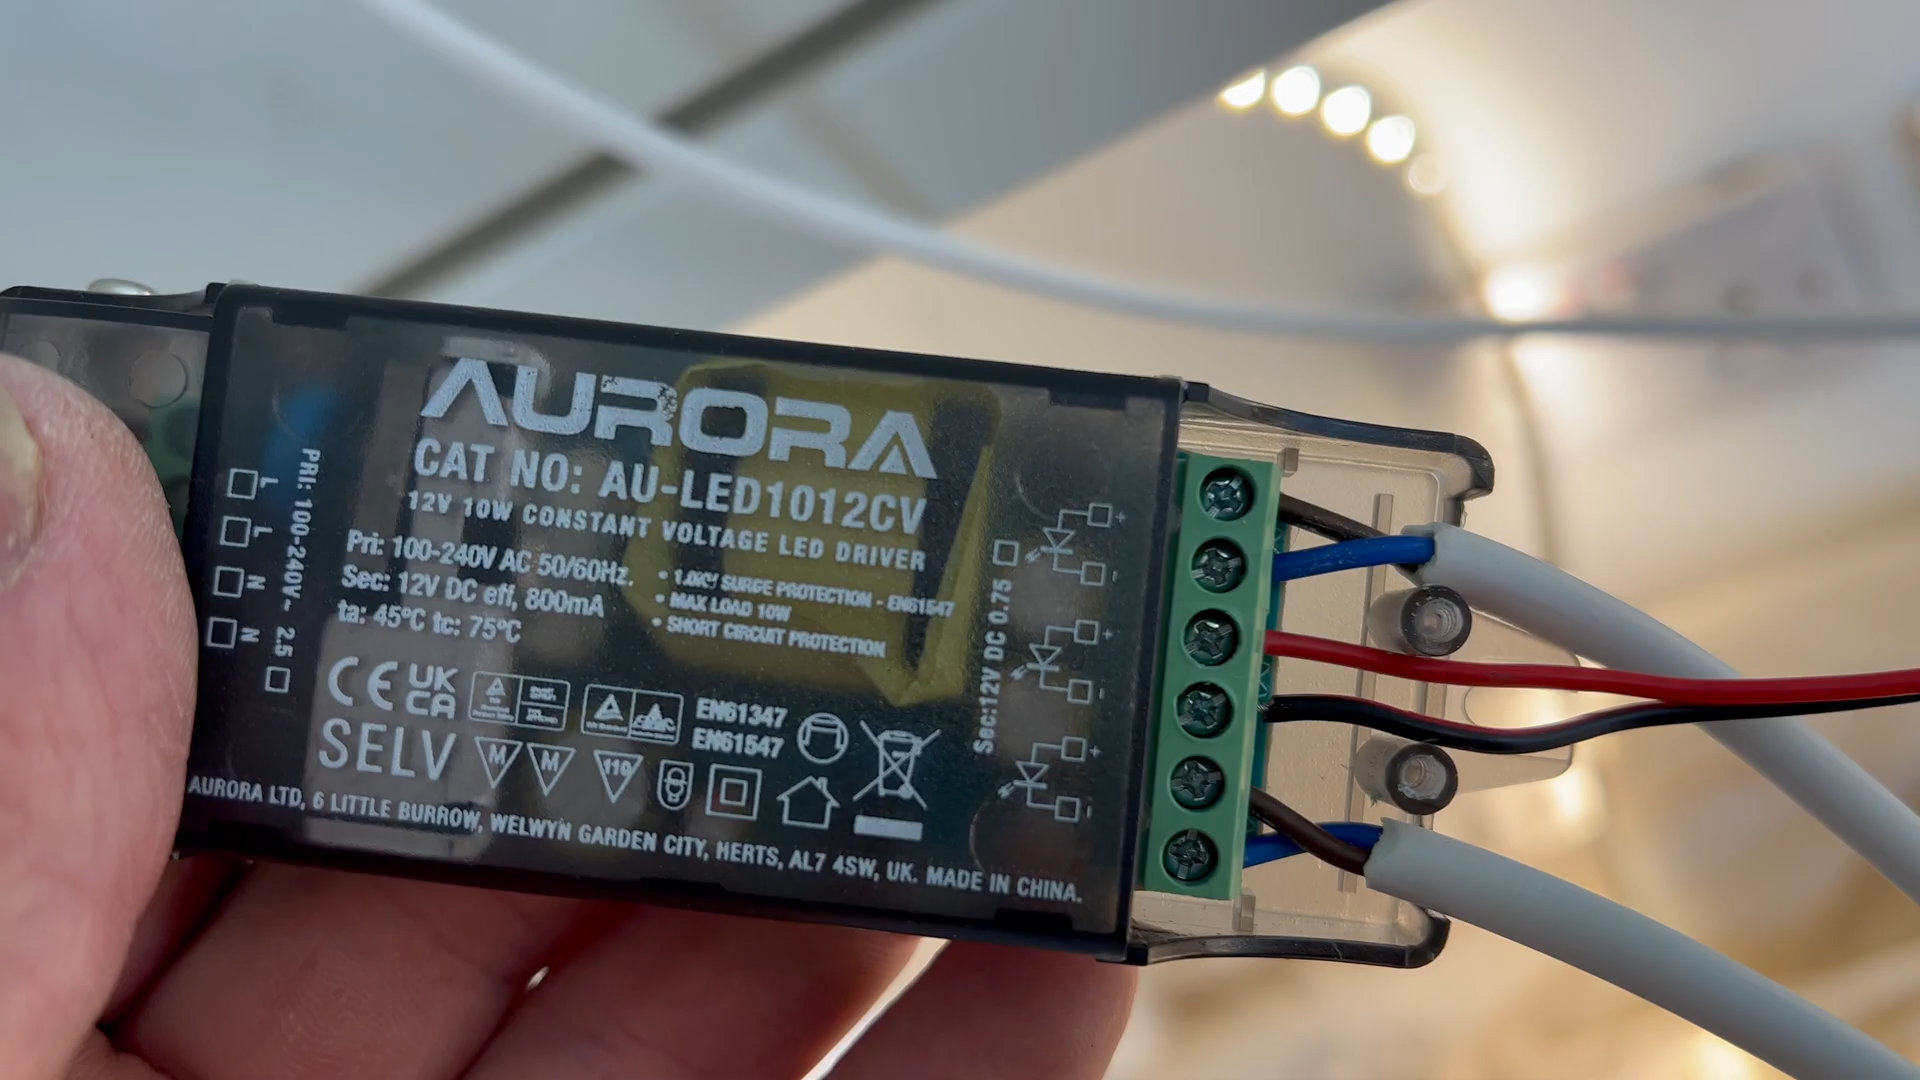 AURORA
CAT NO: AU-LED1012CV
12V 10W CONSTANT VOLTAGE LED DRIVER
Pri: 100-240V AC 50/60Hz.
Sec: 12V DC eff, 800mA
ta: 45°C tc: 75°C
• 1.0KV SURGE PROTECTION - EN61547
• MAX LOAD 10W
• SHORT CIRCUIT PROTECTION
PRI: 100-240V~ 2.5
L
L
N
N
Sec:12V DC 0.75
+
-
+
-
+
-
CE UK CA
EN61347
EN61547
SELV
M
M
110
AURORA LTD, 6 LITTLE BURROW, WELWYN GARDEN CITY, HERTS, AL7 4SW, UK. MADE IN CHINA.